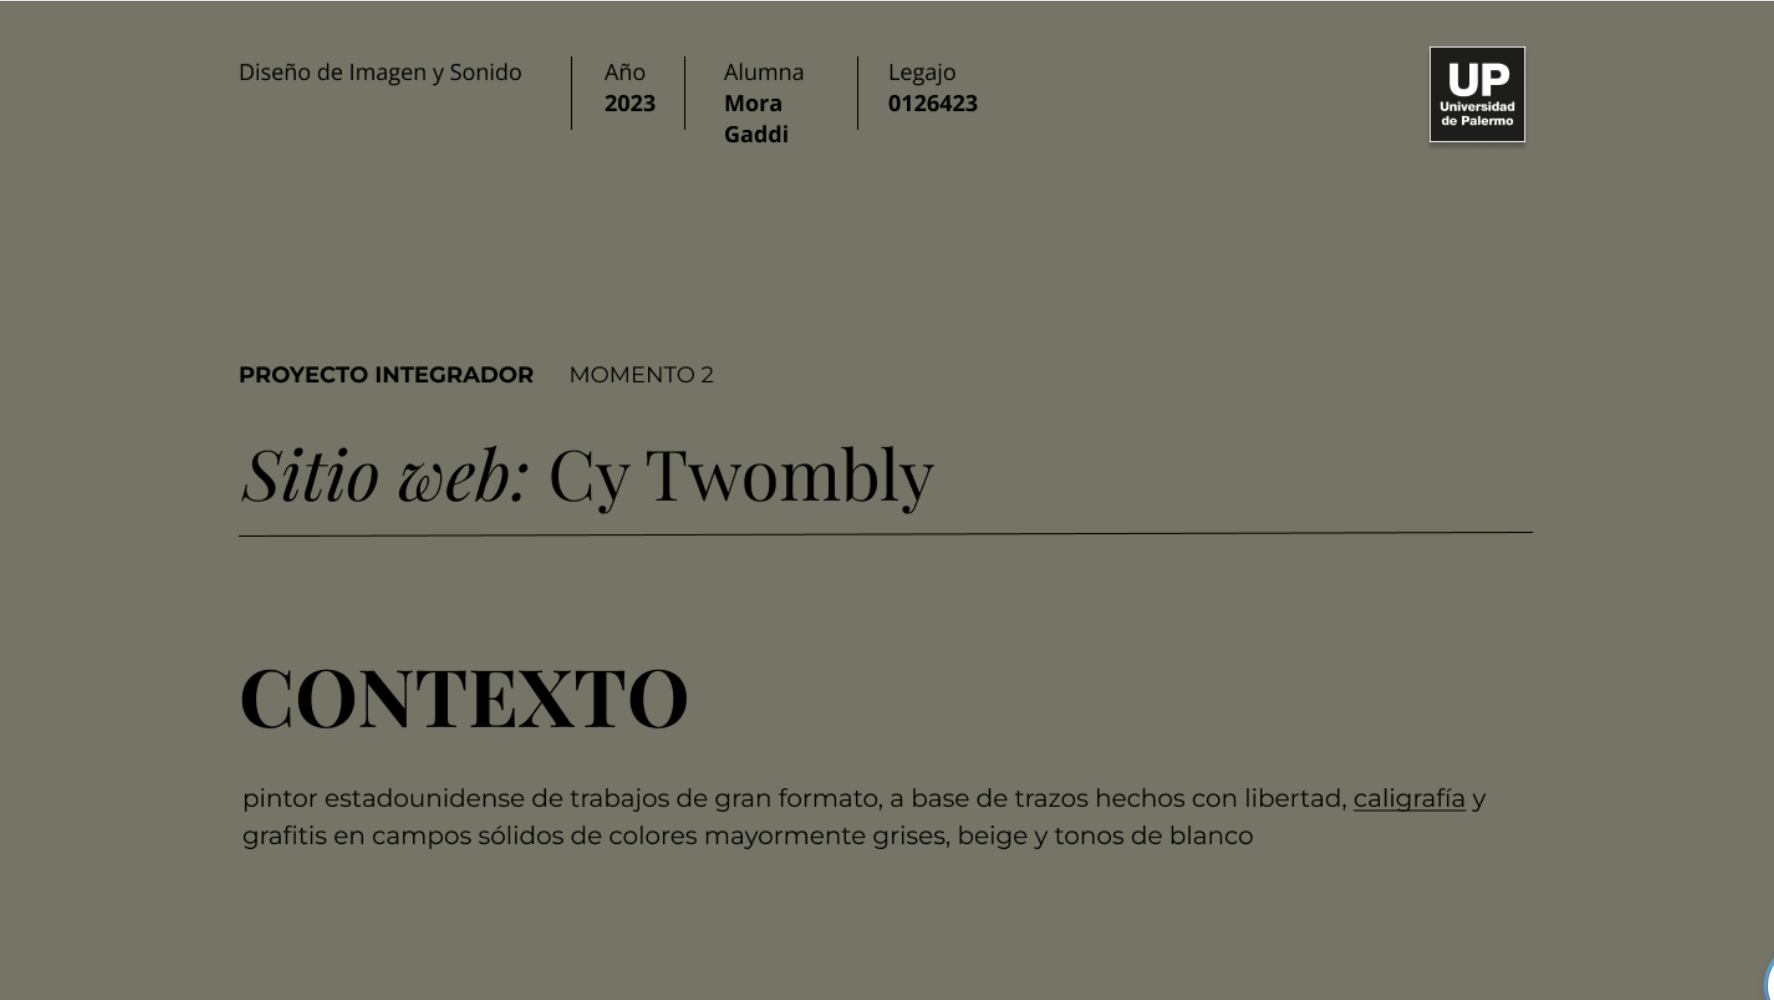 Diseño de Imagen y Sonido
Año
2023
Alumna
Mora
Gaddi
Legajo
0126423
UP
Universidad
de Palermo
PROYECTO INTEGRADOR MOMENTO 2
Sitio web: Cy Twombly
CONTEXTO
pintor estadounidense de trabajos de gran formato, a base de trazos hechos con libertad, caligrafía y
grafitis en campos sólidos de colores mayormente grises, beige y tonos de blanco